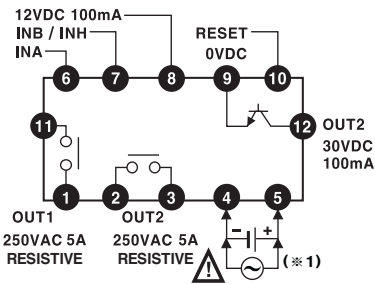 12VDC 100mA
INB / INH
INA
RESET
0VDC
6
7
8
9
10
11
12
OUT2
30VDC
100mA
1
2
3
4
5
OUT1
250VAC 5A
RESISTIVE
OUT2
250VAC 5A
RESISTIVE
!
- +
~
(※1)